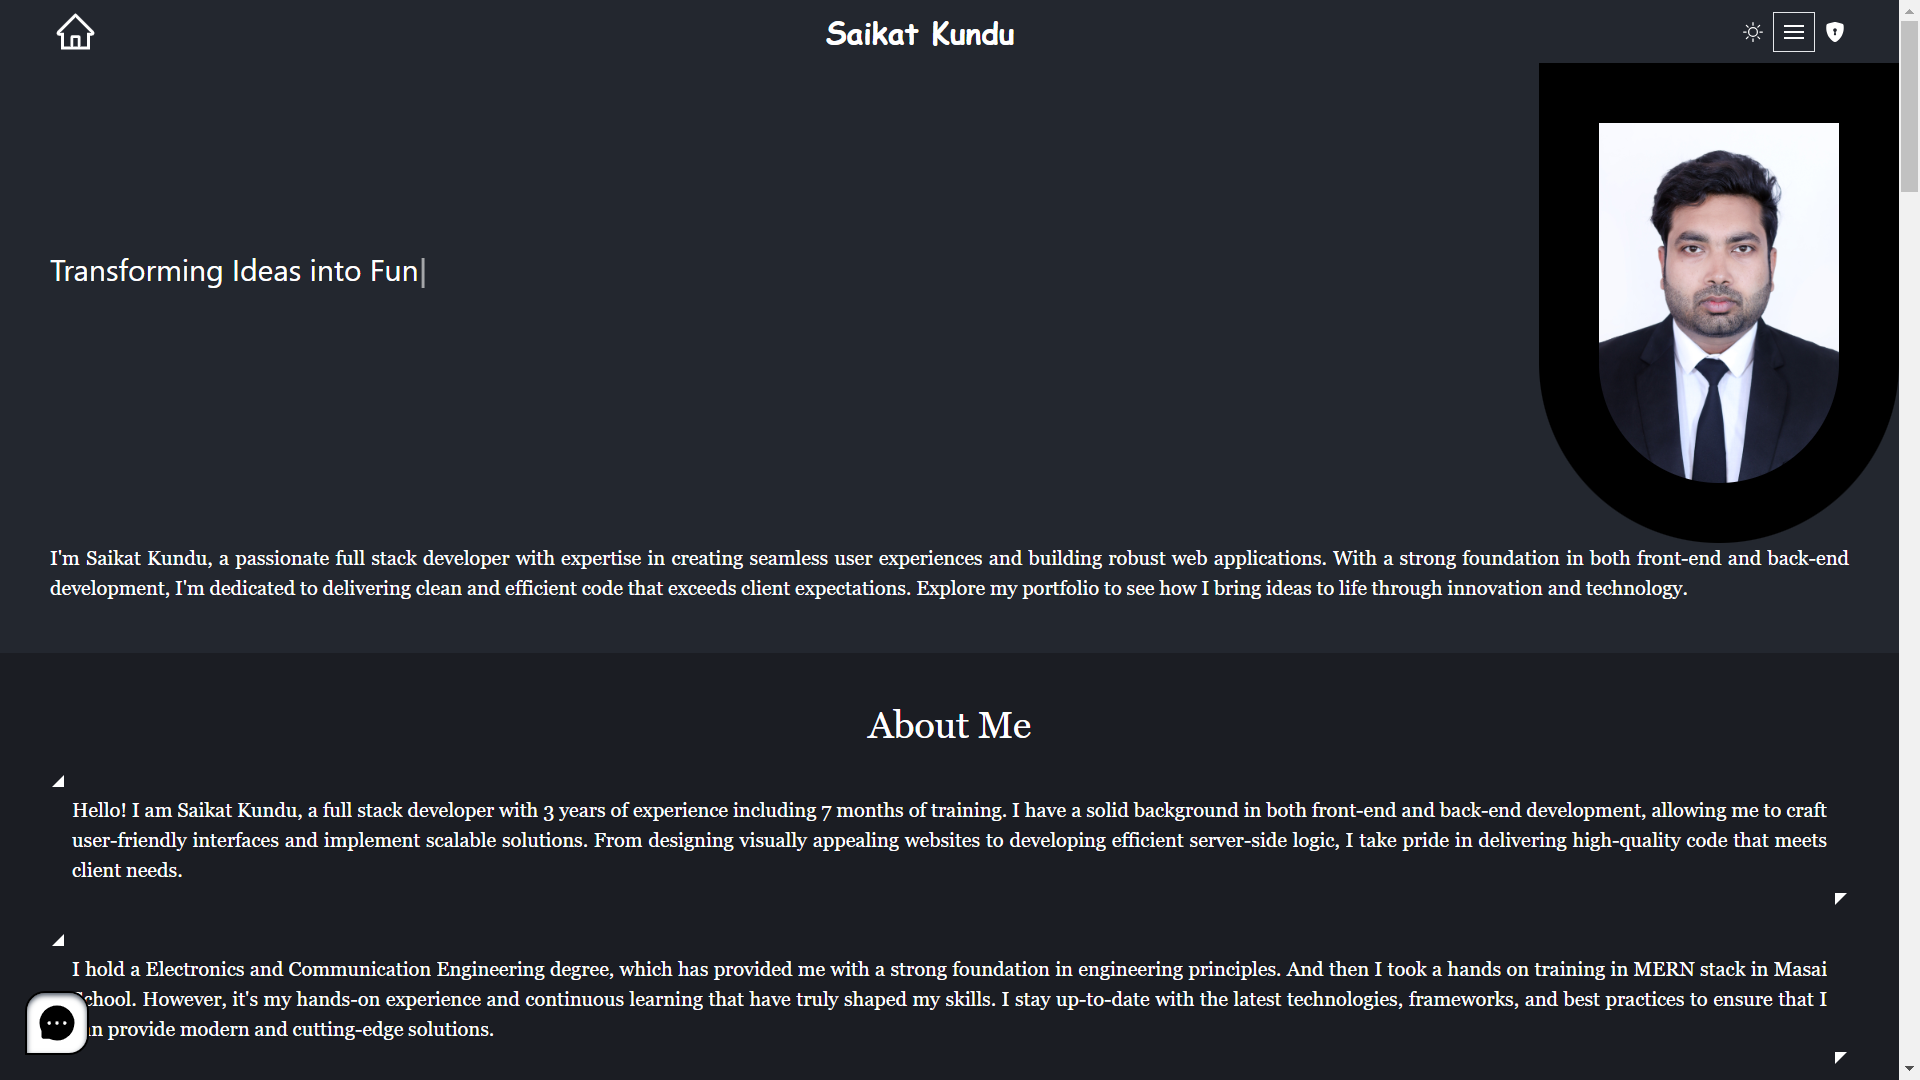 Saikat Kundu
Transforming Ideas into Fun
I'm Saikat Kundu, a passionate full stack developer with expertise in creating seamless user experiences and building robust web applications. With a strong foundation in both front-end and back-end
development, I'm dedicated to delivering clean and efficient code that exceeds client expectations. Explore my portfolio to see how I bring ideas to life through innovation and technology.
About Me
Hello! I am Saikat Kundu, a full stack developer with 3 years of experience including 7 months of training. I have a solid background in both front-end and back-end development, allowing me to craft
user-friendly interfaces and implement scalable solutions. From designing visually appealing websites to developing efficient server-side logic, I take pride in delivering high-quality code that meets
client needs.
I hold a Electronics and Communication Engineering degree, which has provided me with a strong foundation in engineering principles. And then I took a hands on training in MERN stack in Masai
School. However, it's my hands-on experience and continuous learning that have truly shaped my skills. I stay up-to-date with the latest technologies, frameworks, and best practices to ensure that I
can provide modern and cutting-edge solutions.